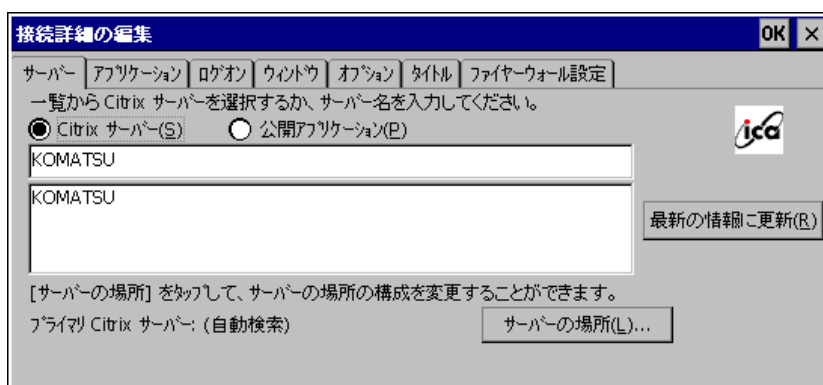 接続詳細の編集 OK ×
サーバー アプリケーション ログオン ウィンドウ オプション タイトル ファイヤーウォール設定
一覧から Citrix サーバーを選択するか、サーバー名を入力してください。
Citrix サーバー(S) 公開アプリケーション(P)
ica
KOMATSU
KOMATSU
最新の情報に更新(R)
[サーバーの場所] をタップして、サーバーの場所の構成を変更することができます。
プライマリ Citrix サーバー: (自動検索) サーバーの場所(L)...